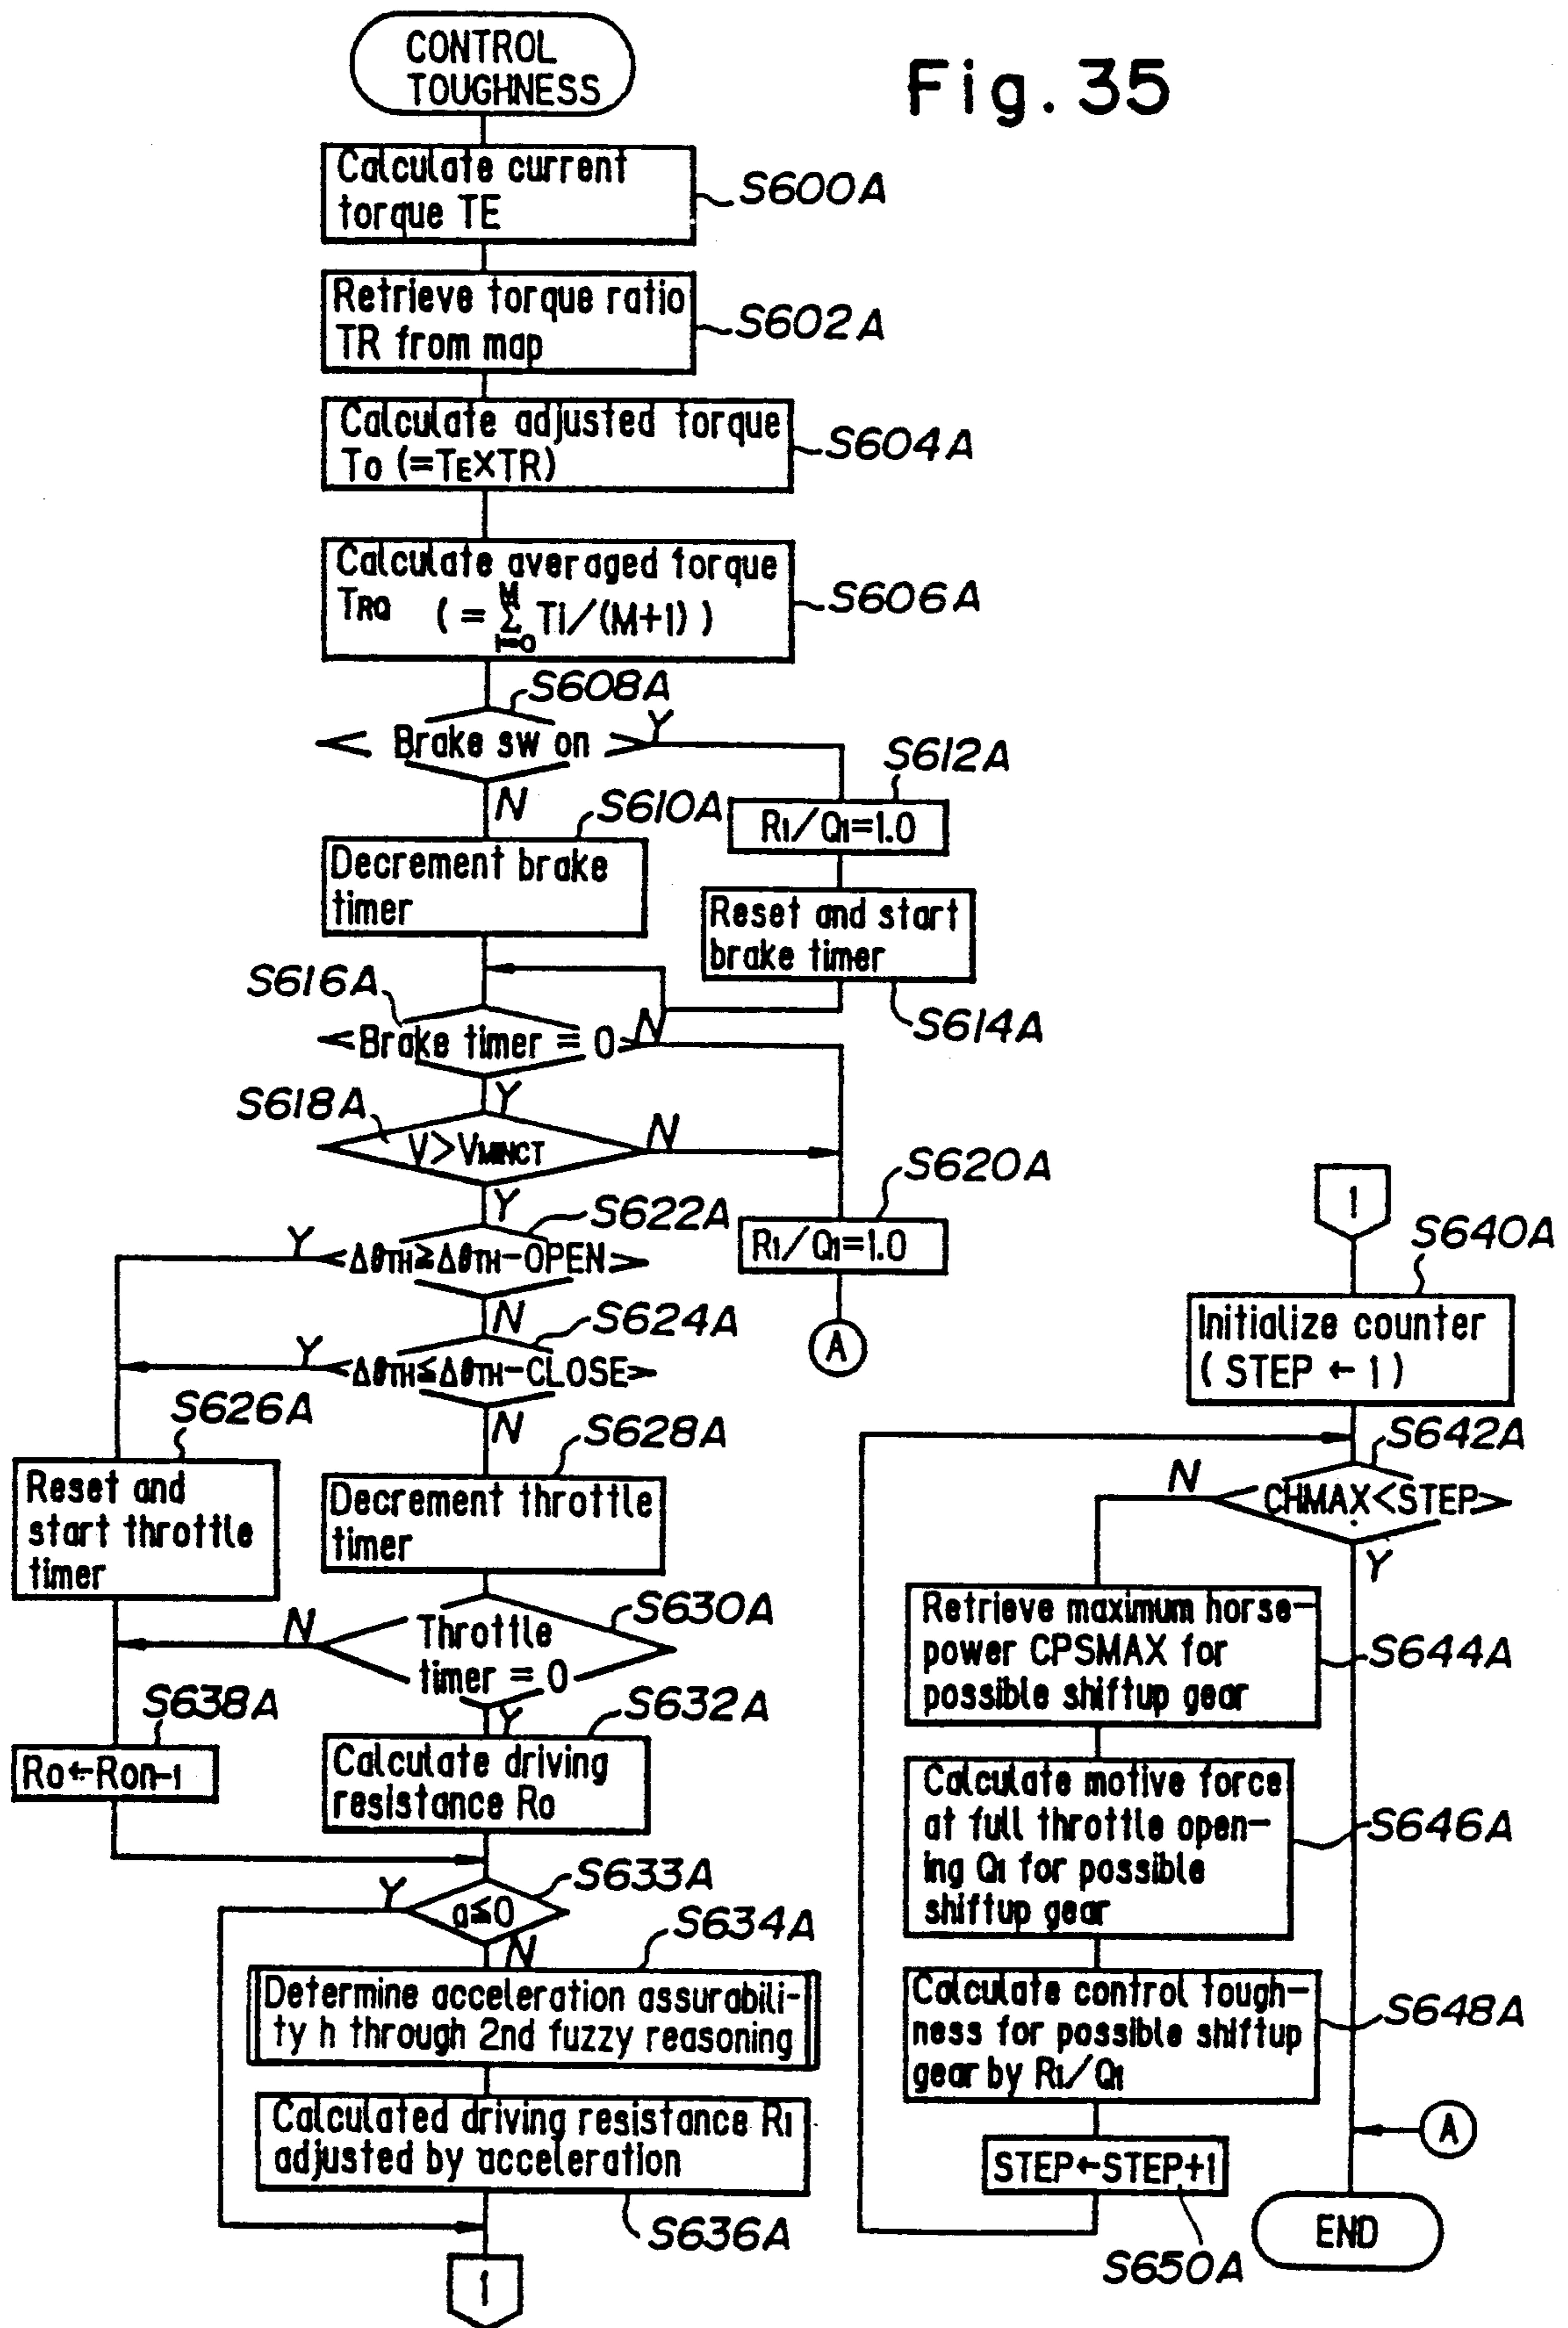 Fig. 35
CONTROL
TOUGHNESS
Calculate current
torque TE
S600A
Retrieve torque ratio
TR from map
S602A
Calculate adjusted torque
To (=TE×TR)
S604A
Calculate averaged torque
TRQ (= M Σ i=0 Ti/(M+1))
S606A
S608A
Brake sw on
Y
N
S610A
Decrement brake
timer
S612A
R1/Q1=1.0
Reset and start
brake timer
S614A
S616A
Brake timer = 0
N
Y
S618A
V>VMINCT
N
Y
S620A
R1/Q1=1.0
A
S622A
Y
ΔθTH≧ΔθTH-OPEN
N
S624A
Y
ΔθTH≦ΔθTH-CLOSE
N
S626A
Reset and
start throttle
timer
S628A
Decrement throttle
timer
S630A
N
Throttle
timer = 0
Y
S638A
Ro←Ron-1
S632A
Calculate driving
resistance Ro
S633A
Y
a≦0
N
S634A
Determine acceleration assurabili-
ty h through 2nd fuzzy reasoning
Calculated driving resistance R1
adjusted by acceleration
S636A
1
1
S640A
Initialize counter
( STEP ← 1 )
S642A
N
CHMAX<STEP
Y
Retrieve maximum horse-
power CPSMAX for
possible shiftup gear
S644A
Calculate motive force
at full throttle open-
ing Q1 for possible
shiftup gear
S646A
Calculate control tough-
ness for possible shiftup
gear by R1/Q1
S648A
STEP←STEP+1
S650A
A
END